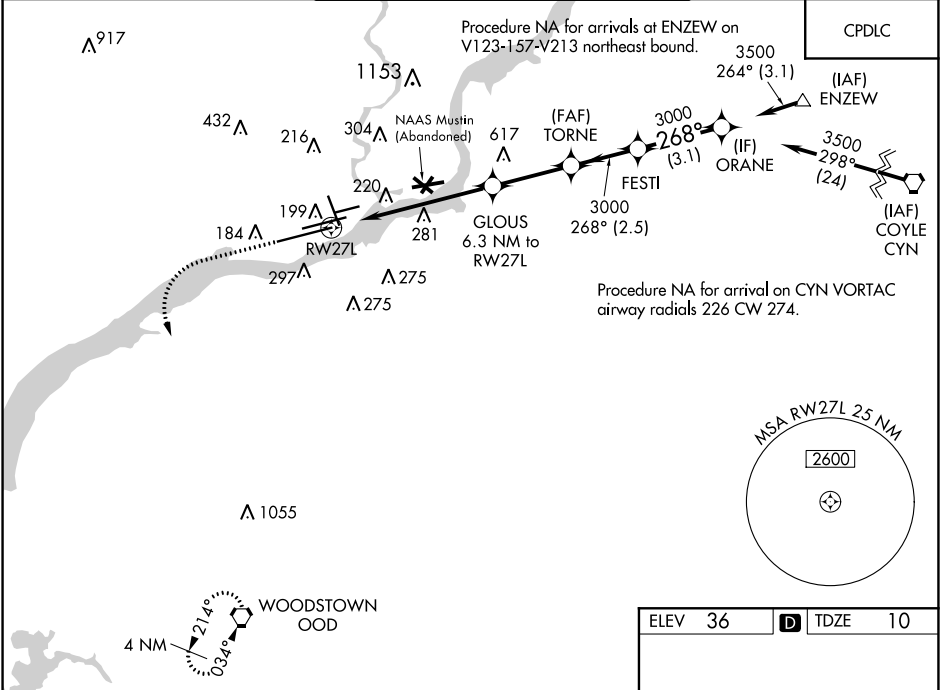 Procedure NA for arrivals at ENZEW on
V123-157-V213 northeast bound.
CPDLC
917
1153
3500
264° (3.1)
(IAF)
ENZEW
432
216
304
NAAS Mustin
(Abandoned)
617
(FAF)
TORNE
3000
268°
(3.1)
(IF)
ORANE
3500
298°
(24)
FESTI
220
199
184
RW27L
281
GLOUS
6.3 NM to
RW27L
3000
268° (2.5)
(IAF)
COYLE
CYN
297
275
275
Procedure NA for arrival on CYN VORTAC
airway radials 226 CW 274.
MSA RW27L 25 NM
2600
1055
WOODSTOWN
OOD
214°
034°
4 NM
ELEV 36 D TDZE 10